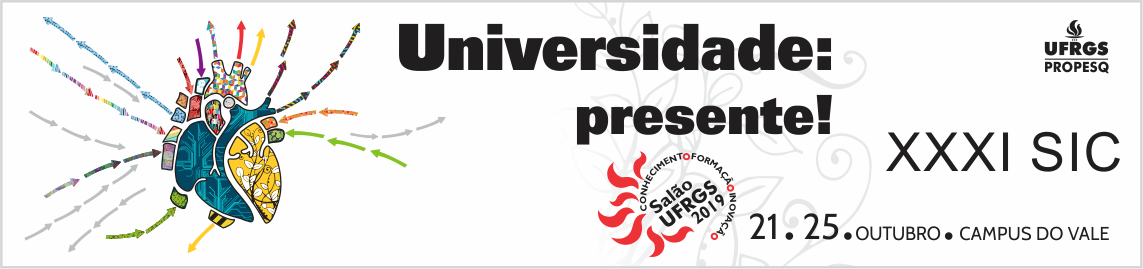 Universidade:
presente!
UFRGS
PROPESQ
XXXI SIC
CONHECIMENTO FORMAÇÃO INOVAÇÃO
Salão
UFRGS
2019
21. 25. OUTUBRO. CAMPUS DO VALE